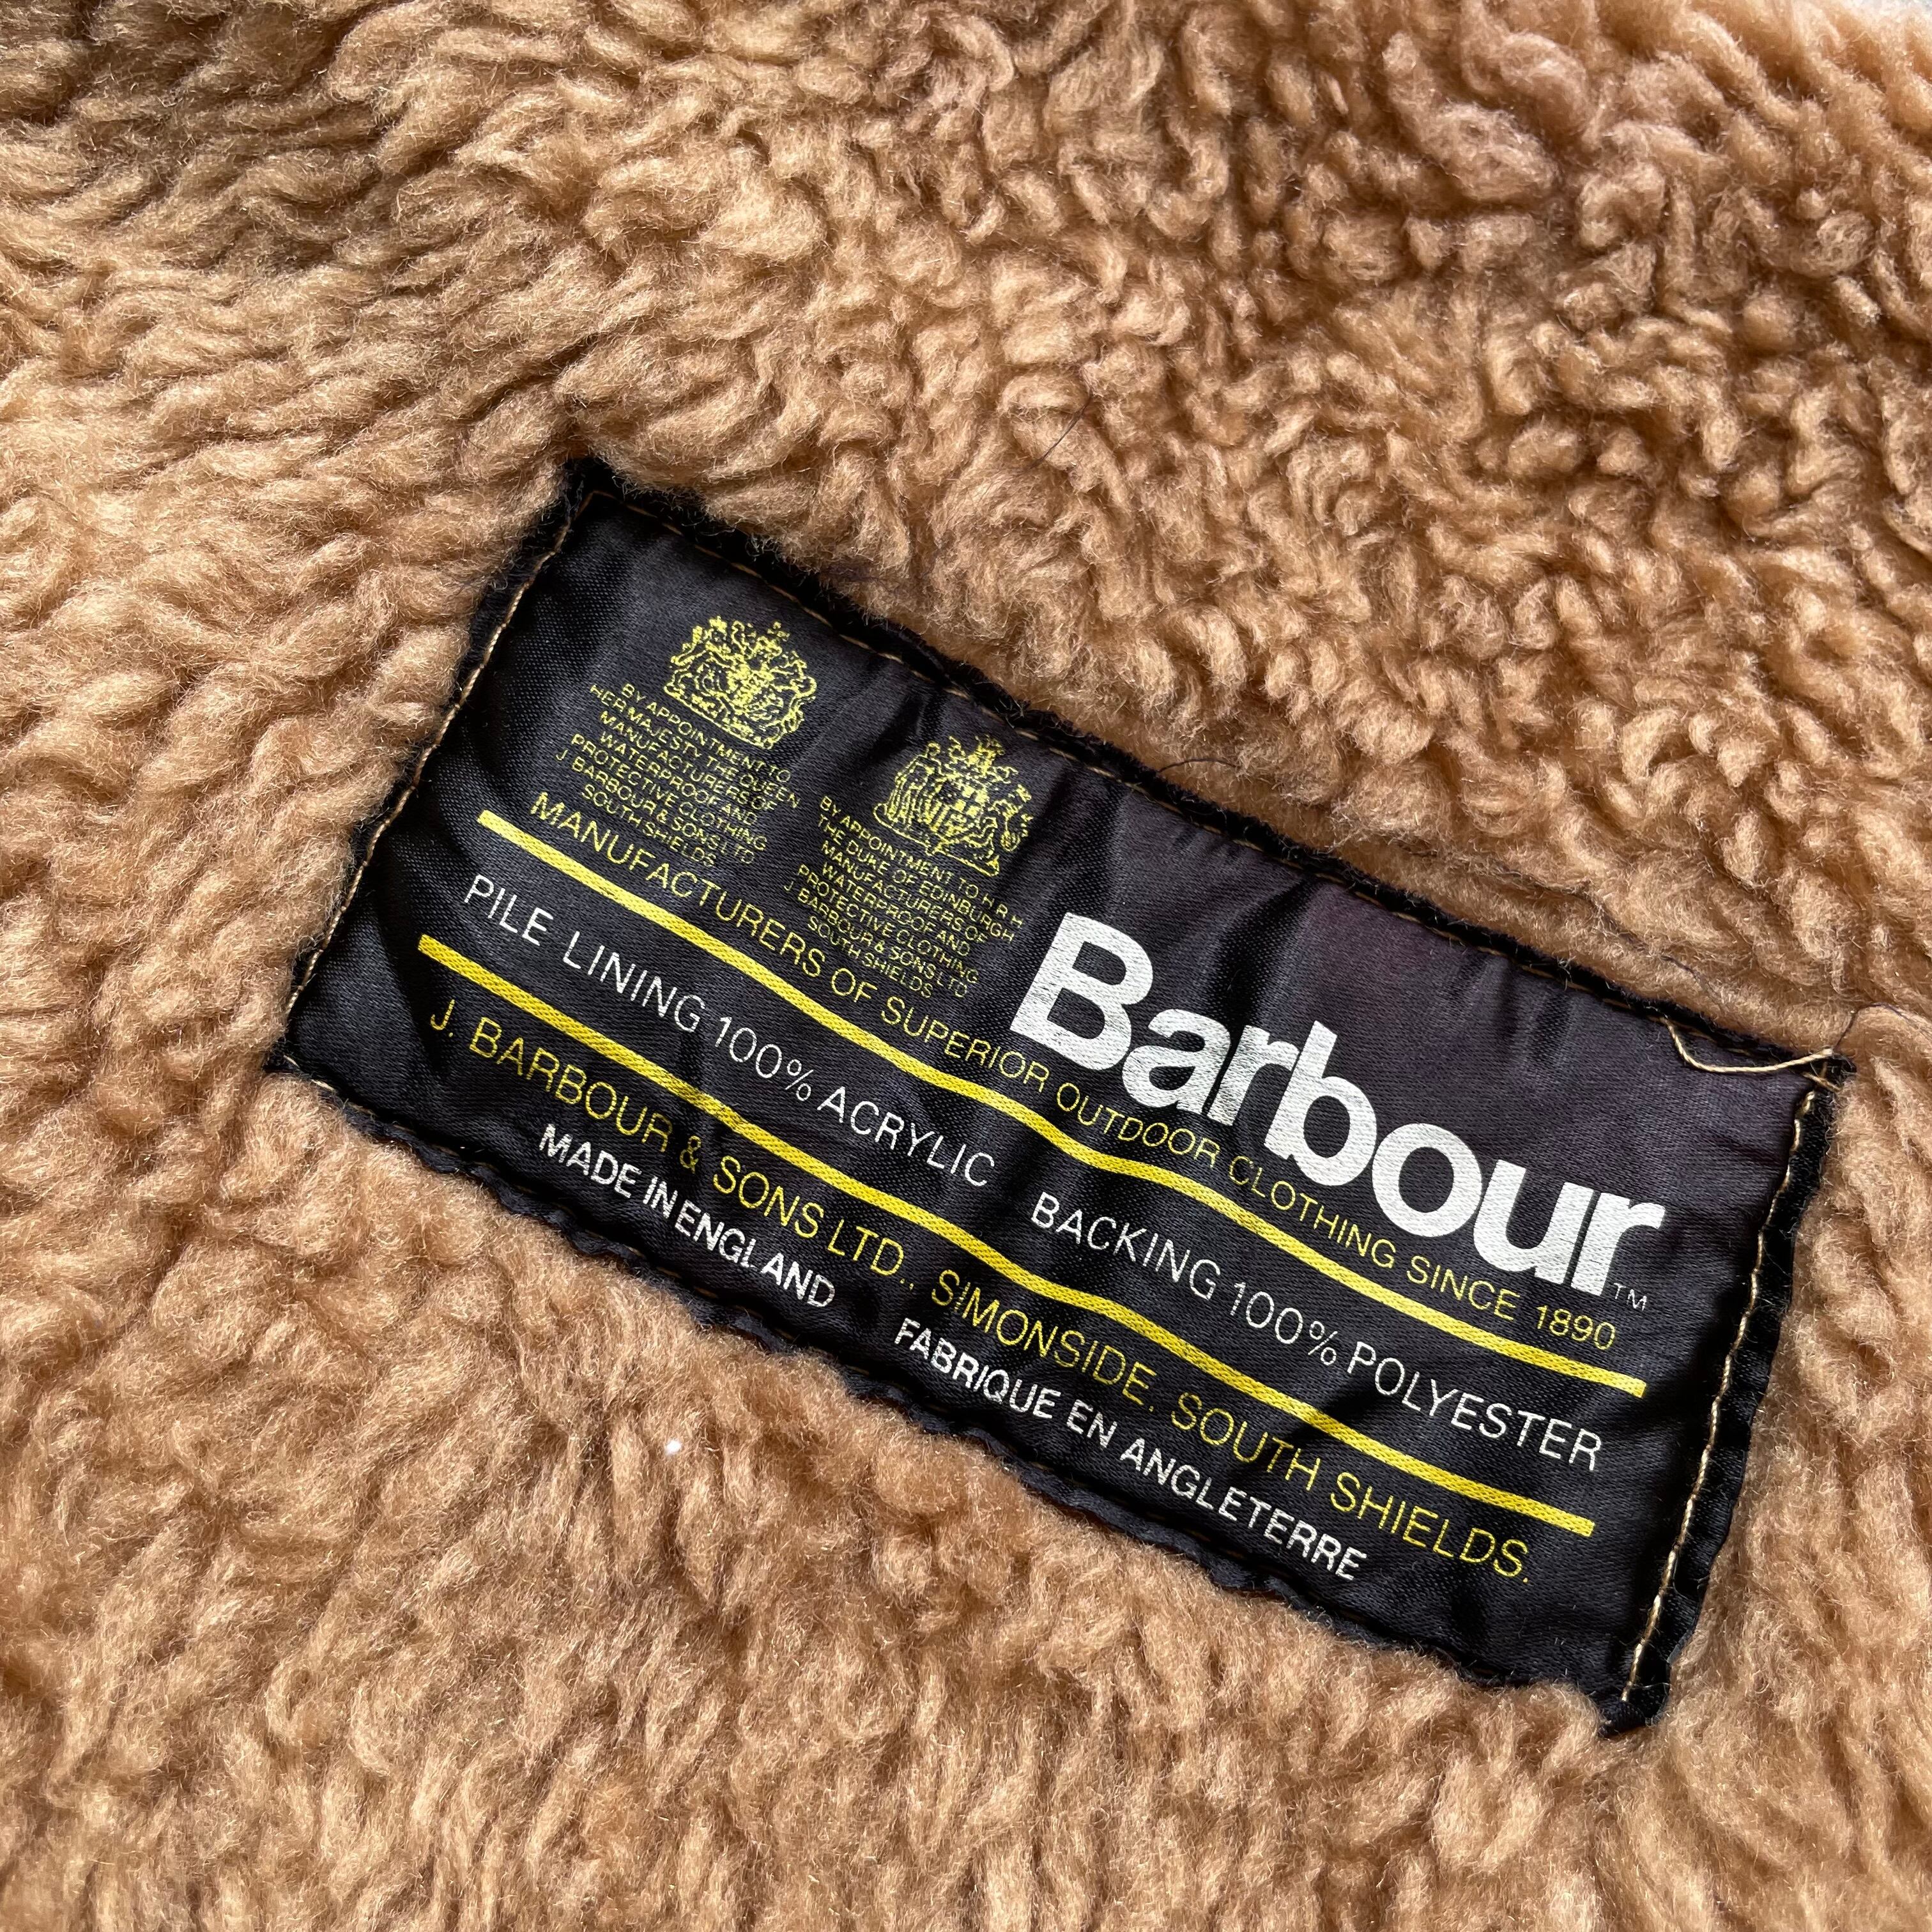 BY APPOINTMENT TO
HER MAJESTY THE QUEEN
MANUFACTURERS OF
WATERPROOF AND
PROTECTIVE CLOTHING
J. BARBOUR & SONS LTD
SOUTH SHIELDS
BY APPOINTMENT TO H.R.H
THE DUKE OF EDINBURGH
MANUFACTURERS OF
WATERPROOF AND
PROTECTIVE CLOTHING
J. BARBOUR & SONS LTD
SOUTH SHIELDS
Barbour™
MANUFACTURERS OF SUPERIOR OUTDOOR CLOTHING SINCE 1890
PILE LINING 100% ACRYLIC BACKING 100% POLYESTER
J. BARBOUR & SONS LTD., SIMONSIDE. SOUTH SHIELDS.
MADE IN ENGLAND FABRIQUE EN ANGLETERRE